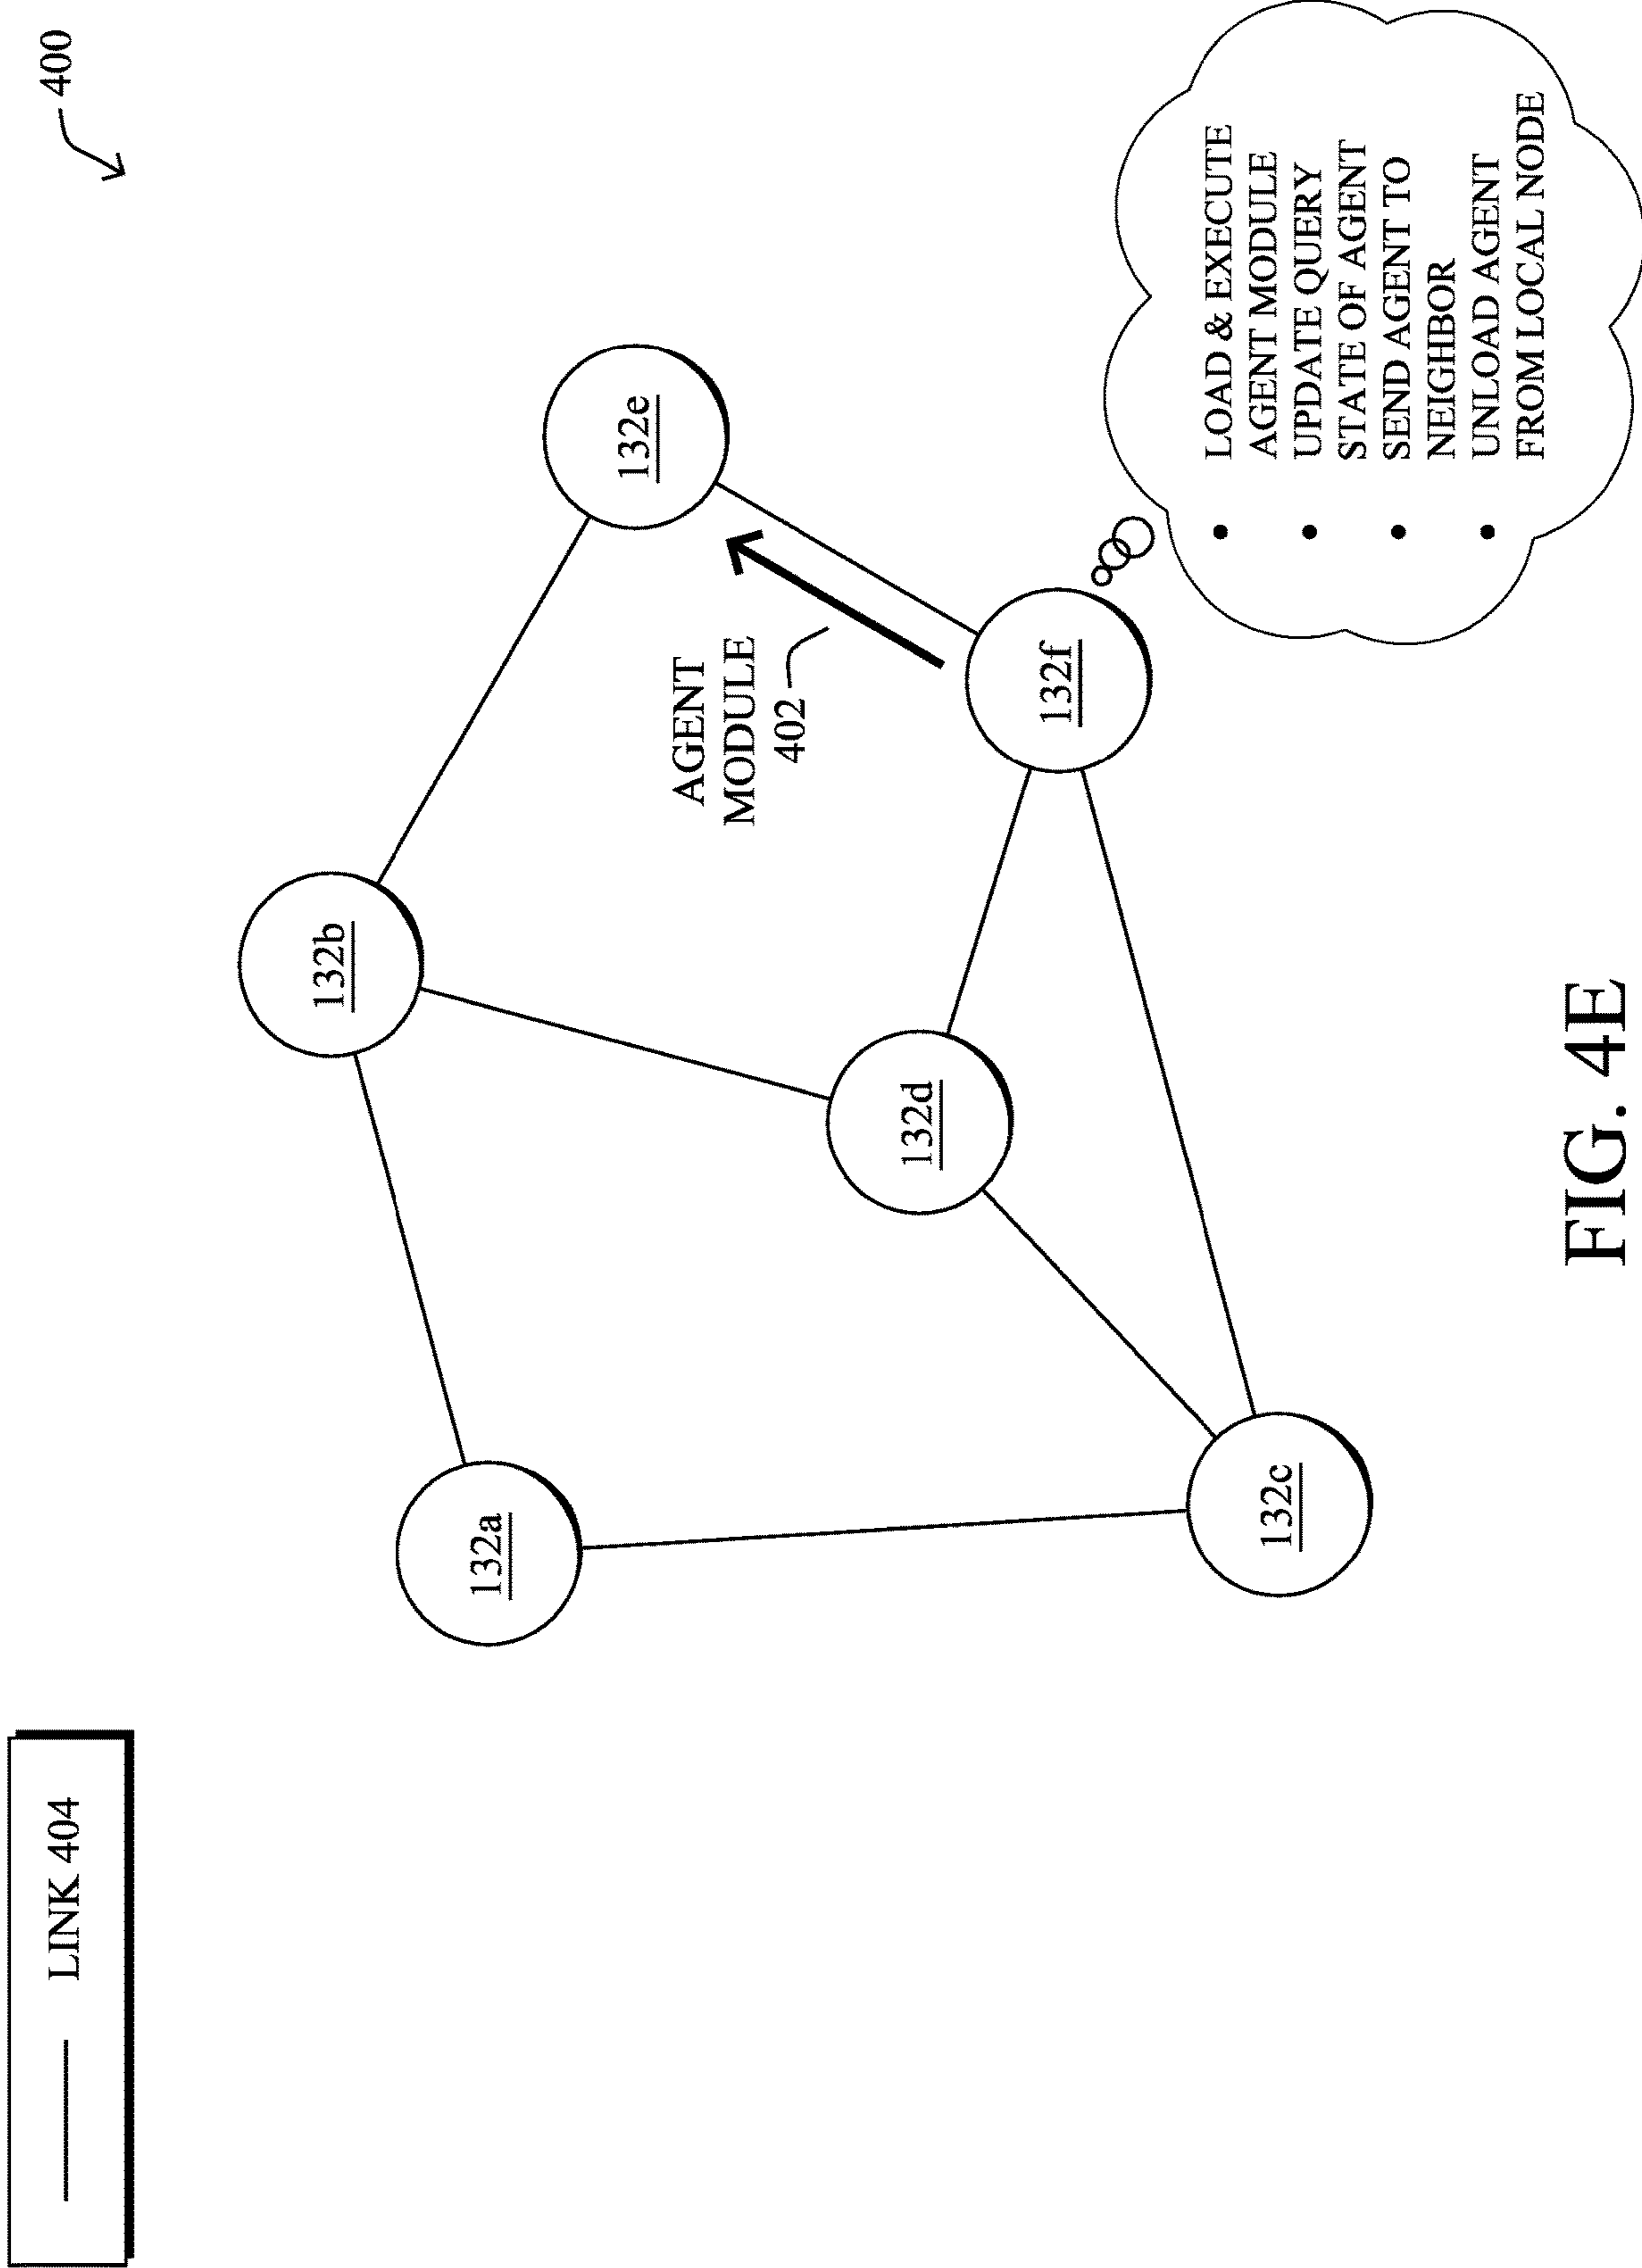 400
LINK 404
132b
132e
132a
AGENT
MODULE
402
132d
132f
132c
• LOAD & EXECUTE
AGENT MODULE
• UPDATE QUERY
STATE OF AGENT
• SEND AGENT TO
NEIGHBOR
• UNLOAD AGENT
FROM LOCAL NODE
FIG. 4E